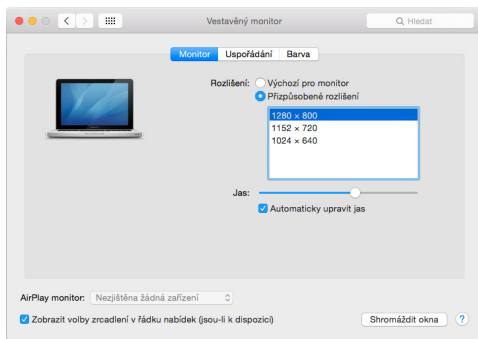 Vestavěný monitor
Hledat
Monitor Uspořádání Barva
Rozlišení: Výchozí pro monitor
Přizpůsobené rozlišení
1280 × 800
1152 × 720
1024 × 640
Jas:
Automaticky upravit jas
AirPlay monitor: Nezjištěna žádná zařízení
Zobrazit volby zrcadlení v řádku nabídek (jsou-li k dispozici)
Shromáždit okna ?